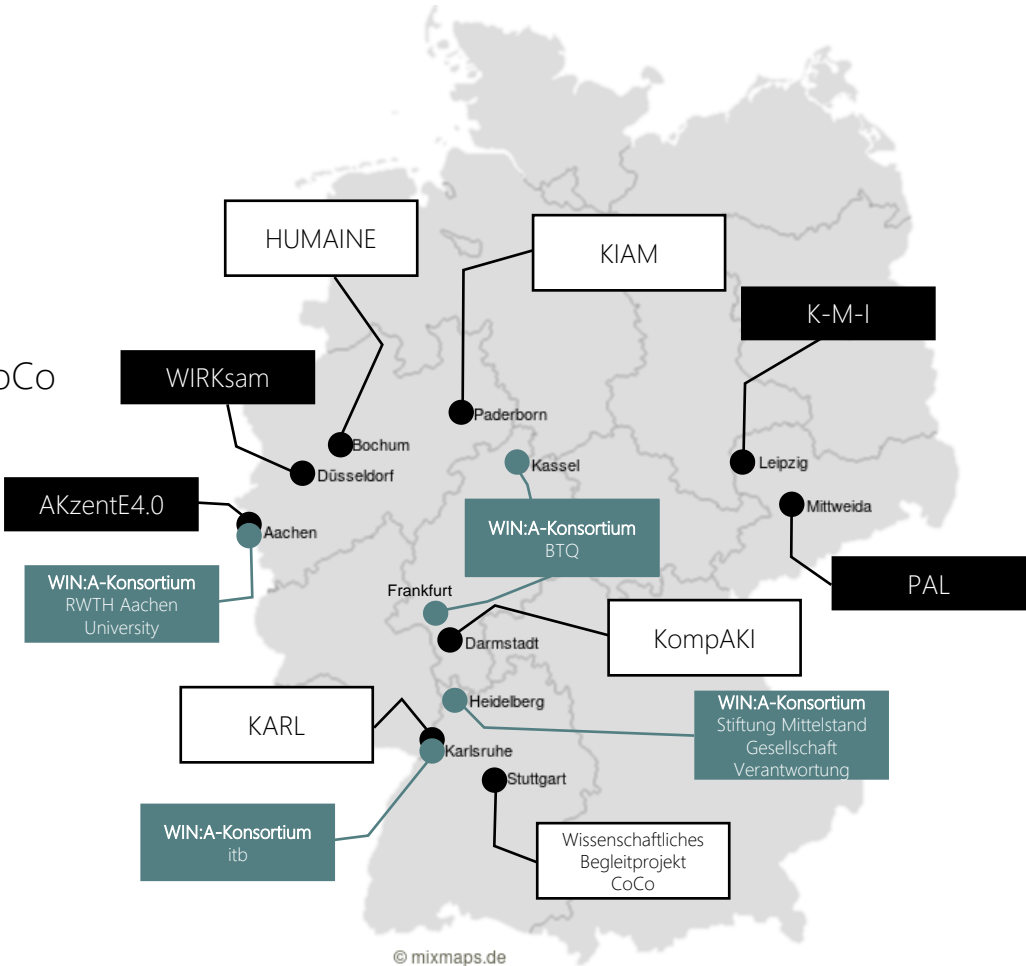 HUMAINE
KIAM
K-M-I
WIRKsam
Paderborn
Bochum
Düsseldorf
Kassel
Leipzig
AKzentE4.0
Mittweida
Aachen
WIN:A-Konsortium
BTQ
WIN:A-Konsortium
RWTH Aachen
University
PAL
Frankfurt
Darmstadt
KompAKI
Heidelberg
KARL
WIN:A-Konsortium
Stiftung Mittelstand
Gesellschaft
Verantwortung
Karlsruhe
Stuttgart
WIN:A-Konsortium
itb
Wissenschaftliches
Begleitprojekt
CoCo
© mixmaps.de